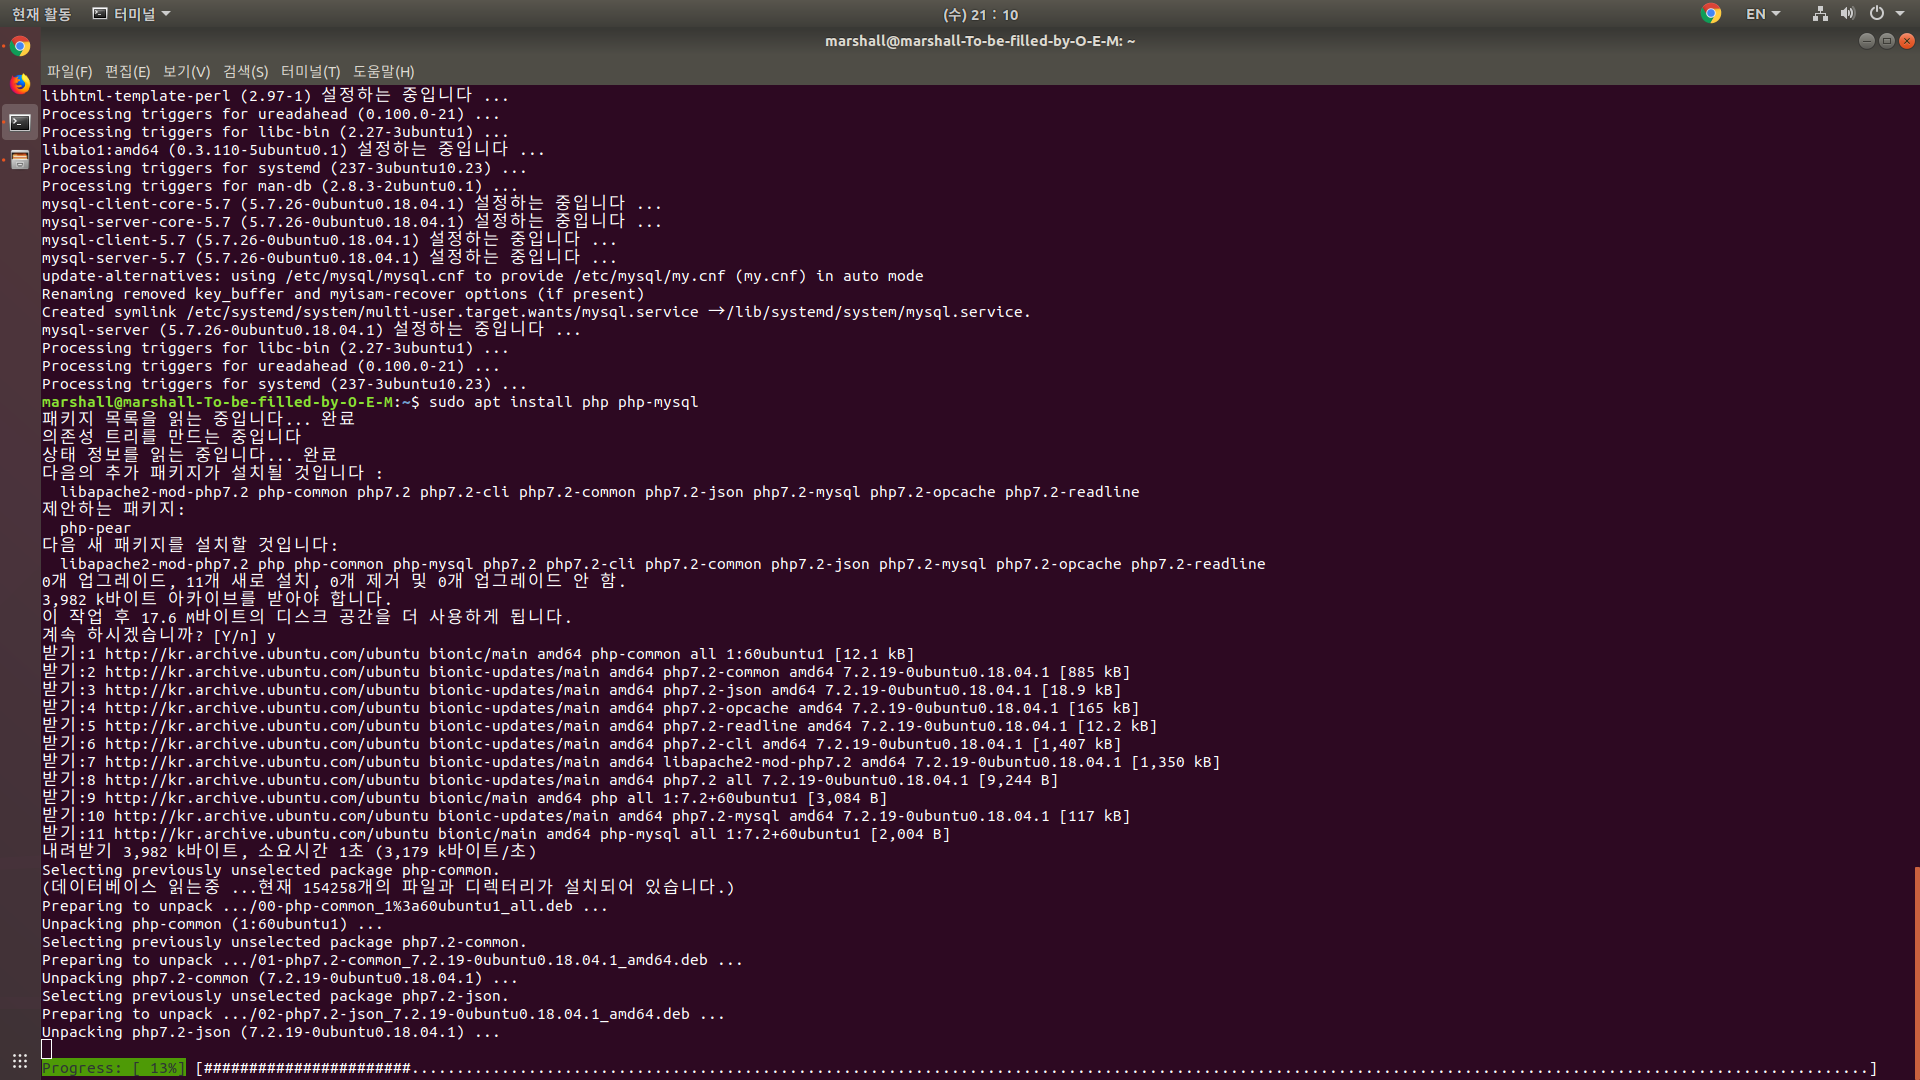 현재 활동 터미널 (수) 21 : 10 EN
marshall@marshall-To-be-filled-by-O-E-M: ~
파일(F) 편집(E) 보기(V) 검색(S) 터미널(T) 도움말(H)
libhtml-template-perl (2.97-1) 설정하는 중입니다 ...
Processing triggers for ureadahead (0.100.0-21) ...
Processing triggers for libc-bin (2.27-3ubuntu1) ...
libaio1:amd64 (0.3.110-5ubuntu0.1) 설정하는 중입니다 ...
Processing triggers for systemd (237-3ubuntu10.23) ...
Processing triggers for man-db (2.8.3-2ubuntu0.1) ...
mysql-client-core-5.7 (5.7.26-0ubuntu0.18.04.1) 설정하는 중입니다 ...
mysql-server-core-5.7 (5.7.26-0ubuntu0.18.04.1) 설정하는 중입니다 ...
mysql-client-5.7 (5.7.26-0ubuntu0.18.04.1) 설정하는 중입니다 ...
mysql-server-5.7 (5.7.26-0ubuntu0.18.04.1) 설정하는 중입니다 ...
update-alternatives: using /etc/mysql/mysql.cnf to provide /etc/mysql/my.cnf (my.cnf) in auto mode
Renaming removed key_buffer and myisam-recover options (if present)
Created symlink /etc/systemd/system/multi-user.target.wants/mysql.service → /lib/systemd/system/mysql.service.
mysql-server (5.7.26-0ubuntu0.18.04.1) 설정하는 중입니다 ...
Processing triggers for libc-bin (2.27-3ubuntu1) ...
Processing triggers for ureadahead (0.100.0-21) ...
Processing triggers for systemd (237-3ubuntu10.23) ...
marshall@marshall-To-be-filled-by-O-E-M:~$ sudo apt install php php-mysql
패키지 목록을 읽는 중입니다... 완료
의존성 트리를 만드는 중입니다
상태 정보를 읽는 중입니다... 완료
다음의 추가 패키지가 설치될 것입니다 :
libapache2-mod-php7.2 php-common php7.2 php7.2-cli php7.2-common php7.2-json php7.2-mysql php7.2-opcache php7.2-readline
제안하는 패키지:
php-pear
다음 새 패키지를 설치할 것입니다:
libapache2-mod-php7.2 php php-common php-mysql php7.2 php7.2-cli php7.2-common php7.2-json php7.2-mysql php7.2-opcache php7.2-readline
0개 업그레이드, 11개 새로 설치, 0개 제거 및 0개 업그레이드 안 함.
3,982 k바이트 아카이브를 받아야 합니다.
이 작업 후 17.6 M바이트의 디스크 공간을 더 사용하게 됩니다.
계속 하시겠습니까? [Y/n] y
받기:1 http://kr.archive.ubuntu.com/ubuntu bionic/main amd64 php-common all 1:60ubuntu1 [12.1 kB]
받기:2 http://kr.archive.ubuntu.com/ubuntu bionic-updates/main amd64 php7.2-common amd64 7.2.19-0ubuntu0.18.04.1 [885 kB]
받기:3 http://kr.archive.ubuntu.com/ubuntu bionic-updates/main amd64 php7.2-json amd64 7.2.19-0ubuntu0.18.04.1 [18.9 kB]
받기:4 http://kr.archive.ubuntu.com/ubuntu bionic-updates/main amd64 php7.2-opcache amd64 7.2.19-0ubuntu0.18.04.1 [165 kB]
받기:5 http://kr.archive.ubuntu.com/ubuntu bionic-updates/main amd64 php7.2-readline amd64 7.2.19-0ubuntu0.18.04.1 [12.2 kB]
받기:6 http://kr.archive.ubuntu.com/ubuntu bionic-updates/main amd64 php7.2-cli amd64 7.2.19-0ubuntu0.18.04.1 [1,407 kB]
받기:7 http://kr.archive.ubuntu.com/ubuntu bionic-updates/main amd64 libapache2-mod-php7.2 amd64 7.2.19-0ubuntu0.18.04.1 [1,350 kB]
받기:8 http://kr.archive.ubuntu.com/ubuntu bionic-updates/main amd64 php7.2 all 7.2.19-0ubuntu0.18.04.1 [9,244 B]
받기:9 http://kr.archive.ubuntu.com/ubuntu bionic/main amd64 php all 1:7.2+60ubuntu1 [3,084 B]
받기:10 http://kr.archive.ubuntu.com/ubuntu bionic-updates/main amd64 php7.2-mysql amd64 7.2.19-0ubuntu0.18.04.1 [117 kB]
받기:11 http://kr.archive.ubuntu.com/ubuntu bionic/main amd64 php-mysql all 1:7.2+60ubuntu1 [2,004 B]
내려받기 3,982 k바이트, 소요시간 1초 (3,179 k바이트/초)
Selecting previously unselected package php-common.
(데이터베이스 읽는중 ...현재 154258개의 파일과 디렉터리가 설치되어 있습니다.)
Preparing to unpack .../00-php-common_1%3a60ubuntu1_all.deb ...
Unpacking php-common (1:60ubuntu1) ...
Selecting previously unselected package php7.2-common.
Preparing to unpack .../01-php7.2-common_7.2.19-0ubuntu0.18.04.1_amd64.deb ...
Unpacking php7.2-common (7.2.19-0ubuntu0.18.04.1) ...
Selecting previously unselected package php7.2-json.
Preparing to unpack .../02-php7.2-json_7.2.19-0ubuntu0.18.04.1_amd64.deb ...
Unpacking php7.2-json (7.2.19-0ubuntu0.18.04.1) ...
Progress: [ 13%] [#######################..................................................................................................................................................................]